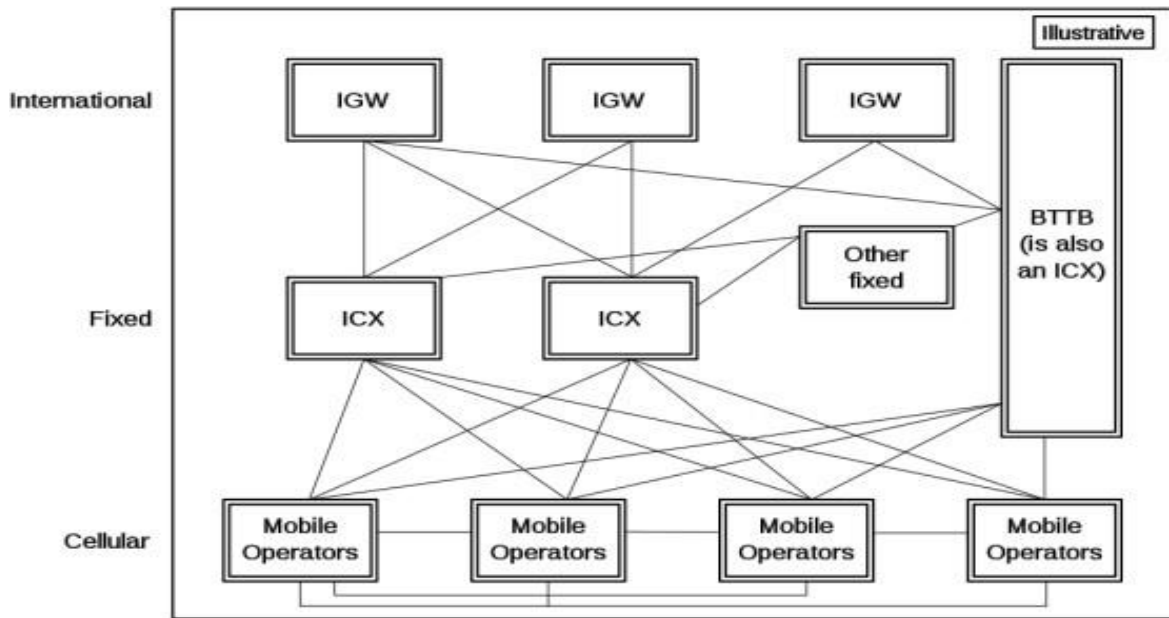 Illustrative
International
IGW
IGW
IGW
BTTB
(is also
an ICX)
Other
fixed
Fixed
ICX
ICX
Cellular
Mobile
Operators
Mobile
Operators
Mobile
Operators
Mobile
Operators